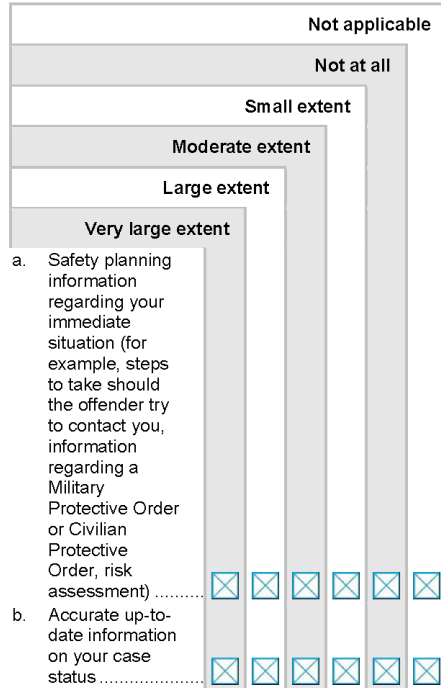 Not applicable
Not at all
Small extent
Moderate extent
Large extent
Very large extent
a. Safety planning
information
regarding your
immediate
situation (for
example, steps
to take should
the offender try
to contact you,
information
regarding a
Military
Protective Order
or Civilian
Protective
Order, risk
assessment) ..........
b. Accurate up-to-
date information
on your case
status .....................